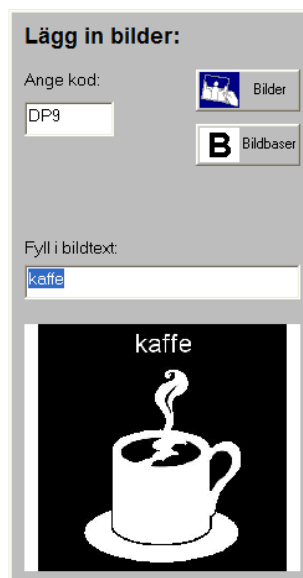 Lägg in bilder:
Ange kod:
DP9
Bilder
B Bildbaser
Fyll i bildtext:
kaffe
kaffe